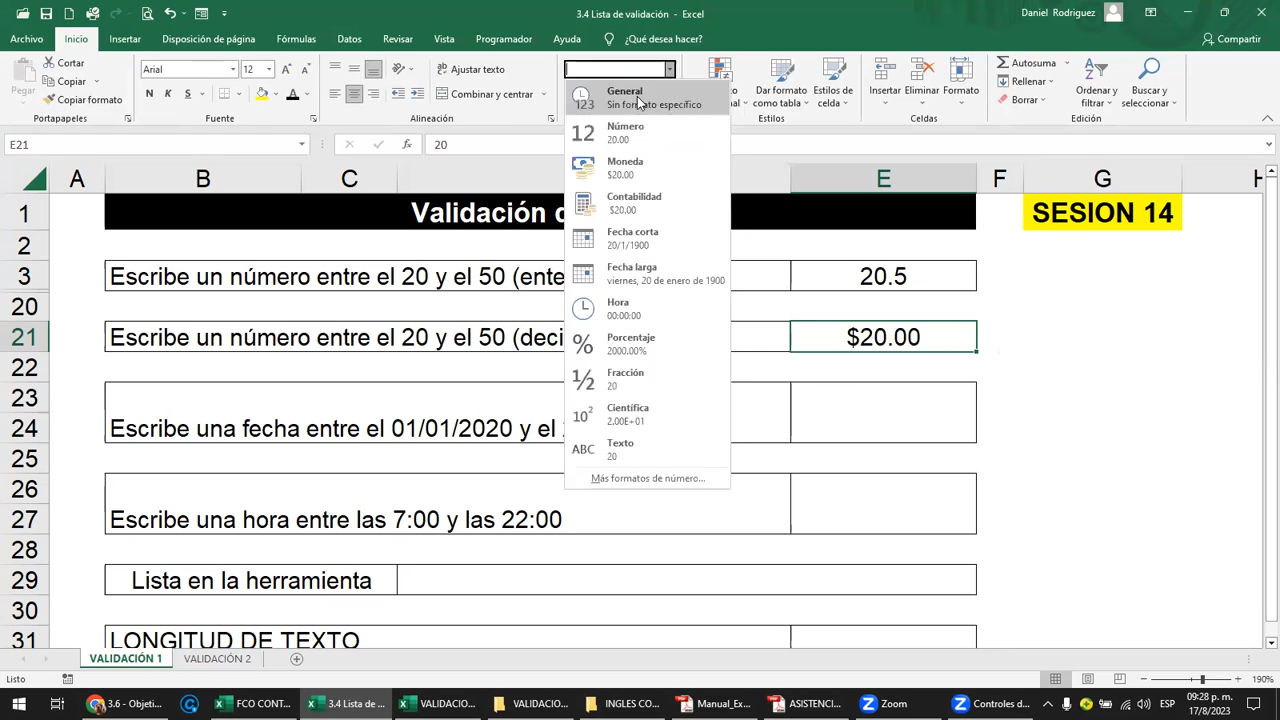 3.4 Lista de validación - Excel
Daniel Rodriguez
Archivo Inicio Insertar Disposición de página Fórmulas Datos Revisar Vista Programador Ayuda ¿Qué desea hacer? Compartir
Pegar
Cortar
Copiar
Copiar formato
Portapapeles
Arial 12
N K S
Fuente
Ajustar texto
Combinar y centrar
Alineación
Dar formato como tabla
Estilos de celda
Estilos
Insertar Eliminar Formato
Celdas
Autosuma
Rellenar
Borrar
Ordenar y filtrar
Buscar y seleccionar
Edición
E21 fx 20
A B C E F G H
General
Sin formato específico
Número
20.00
Moneda
$20.00
Contabilidad
$20.00
Fecha corta
20/1/1900
Fecha larga
viernes, 20 de enero de 1900
Hora
00:00:00
Porcentaje
2000.00%
Fracción
20
Científica
2.00E+01
Texto
20
Más formatos de número...
1 Validación d SESION 14
2
3 Escribe un número entre el 20 y el 50 (ente 20.5
20
21 Escribe un número entre el 20 y el 50 (deci $20.00
22
23
24 Escribe una fecha entre el 01/01/2020 y el
25
26
27 Escribe una hora entre las 7:00 y las 22:00
28
29 Lista en la herramienta
30
31 LONGITUD DE TEXTO
VALIDACIÓN 1 VALIDACIÓN 2
Listo 190%
3.6 - Objeti... FCO CONT... 3.4 Lista de ... VALIDACIO... VALIDACIO... INGLES CO... Manual_Ex... ASISTENCI... Zoom Controles d... ESP
09:28 p. m.
17/8/2023